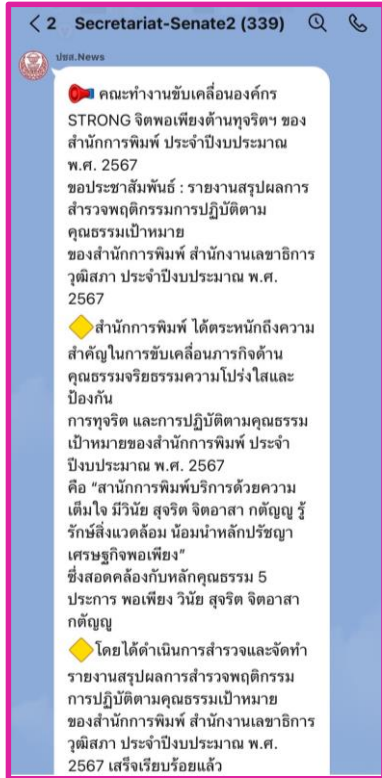 2 Secretariat-Senate2 (339)
ปชส.News
คณะทำงานขับเคลื่อนองค์กร
STRONG จิตพอเพียงต้านทุจริตฯ ของ
สำนักการพิมพ์ ประจำปีงบประมาณ
พ.ศ. 2567
ขอประชาสัมพันธ์ : รายงานสรุปผลการ
สำรวจพฤติกรรมการปฏิบัติตาม
คุณธรรมเป้าหมาย
ของสำนักการพิมพ์ สำนักงานเลขาธิการ
วุฒิสภา ประจำปีงบประมาณ พ.ศ.
2567
สำนักการพิมพ์ ได้ตระหนักถึงความ
สำคัญในการขับเคลื่อนภารกิจด้าน
คุณธรรมจริยธรรมความโปร่งใสและ
ป้องกัน
การทุจริต และการปฏิบัติตามคุณธรรม
เป้าหมายของสำนักการพิมพ์ ประจำ
ปีงบประมาณ พ.ศ. 2567
คือ “สานักการพิมพ์บริการด้วยความ
เต็มใจ มีวินัย สุจริต จิตอาสา กตัญญู รู้
รักษ์สิ่งแวดล้อม น้อมนำหลักปรัชญา
เศรษฐกิจพอเพียง”
ซึ่งสอดคล้องกับหลักคุณธรรม 5
ประการ พอเพียง วินัย สุจริต จิตอาสา
กตัญญู
โดยได้ดำเนินการสำรวจและจัดทำ
รายงานสรุปผลการสำรวจพฤติกรรม
การปฏิบัติตามคุณธรรมเป้าหมาย
ของสำนักการพิมพ์ สำนักงานเลขาธิการ
วุฒิสภา ประจำปีงบประมาณ พ.ศ.
2567 เสร็จเรียบร้อยแล้ว